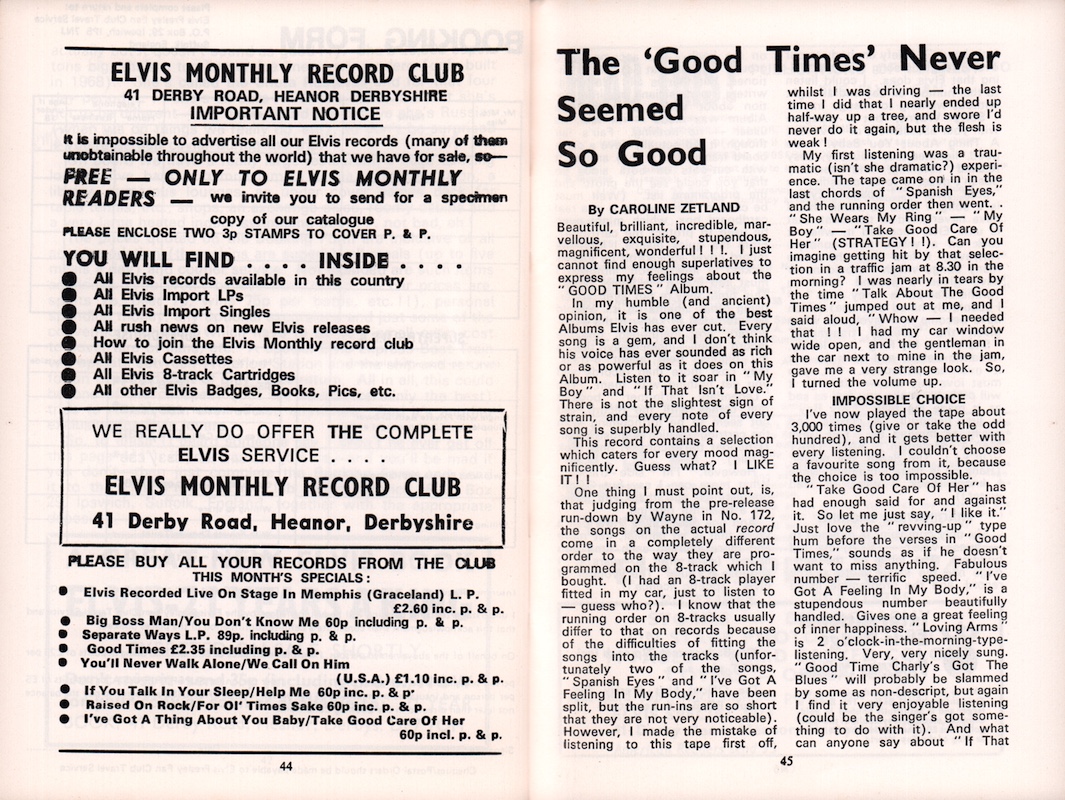 ELVIS MONTHLY RECORD CLUB
41 DERBY ROAD, HEANOR DERBYSHIRE
IMPORTANT NOTICE
It is impossible to advertise all our Elvis records (many of them
unobtainable throughout the world) that we have for sale, so—
FREE — ONLY TO ELVIS MONTHLY
READERS — we invite you to send for a specimen
copy of our catalogue
PLEASE ENCLOSE TWO 3p STAMPS TO COVER P. & P.
YOU WILL FIND . . . . INSIDE . . . .
● All Elvis records available in this country
● All Elvis Import LPs
● All Elvis Import Singles
● All rush news on new Elvis releases
● How to join the Elvis Monthly record club
● All Elvis Cassettes
● All Elvis 8-track Cartridges
● All other Elvis Badges, Books, Pics, etc.
WE REALLY DO OFFER THE COMPLETE
ELVIS SERVICE . . . .
ELVIS MONTHLY RECORD CLUB
41 Derby Road, Heanor, Derbyshire
PLEASE BUY ALL YOUR RECORDS FROM THE CLUB
THIS MONTH'S SPECIALS:
● Elvis Recorded Live On Stage In Memphis (Graceland) L. P.
£2.60 inc. p. & p.
● Big Boss Man/You Don't Know Me 60p including p. & p.
● Separate Ways L.P. 89p. including p. & p.
● Good Times £2.35 including p. & p.
● You'll Never Walk Alone/We Call On Him
(U.S.A.) £1.10 inc. p. & p.
● If You Talk In Your Sleep/Help Me 60p inc. p. & p.
● Raised On Rock/For Ol' Times Sake 60p inc. p. & p.
● I've Got A Thing About You Baby/Take Good Care Of Her
60p incl. p. & p.
44
The 'Good Times' Never
Seemed
So Good
By CAROLINE ZETLAND
Beautiful, brilliant, incredible, mar-
vellous, exquisite, stupendous,
magnificent, wonderful ! ! !. I just
cannot find enough superlatives to
express my feelings about the
"GOOD TIMES" Album.
In my humble (and ancient)
opinion, it is one of the best
Albums Elvis has ever cut. Every
song is a gem, and I don't think
his voice has ever sounded as rich
or as powerful as it does on this
Album. Listen to it soar in "My
Boy" and "If That Isn't Love."
There is not the slightest sign of
strain, and every note of every
song is superbly handled.
This record contains a selection
which caters for every mood mag-
nificently. Guess what? I LIKE
IT ! !
One thing I must point out, is,
that judging from the pre-release
run-down by Wayne in No. 172,
the songs on the actual record
come in a completely different
order to the way they are pro-
grammed on the 8-track which I
bought. (I had an 8-track player
fitted in my car, just to listen to
— guess who?). I know that the
running order on 8-tracks usually
differ to that on records because
of the difficulties of fitting the
songs into the tracks (unfor-
tunately two of the songs,
"Spanish Eyes" and "I've Got A
Feeling In My Body," have been
split, but the run-ins are so short
that they are not very noticeable).
However, I made the mistake of
listening to this tape first off,
whilst I was driving — the last
time I did that I nearly ended up
half-way up a tree, and swore I'd
never do it again, but the flesh is
weak !
My first listening was a trau-
matic (isn't she dramatic?) experi-
ence. The tape came on in the
last chords of "Spanish Eyes,"
and the running order then went. .
"She Wears My Ring" — "My
Boy" — "Take Good Care Of
Her" (STRATEGY ! !). Can you
imagine getting hit by that selec-
tion in a traffic jam at 8.30 in the
morning? I was nearly in tears by
the time "Talk About The Good
Times" jumped out at me, and I
said aloud, "Whow — I needed
that ! ! I had my car window
wide open, and the gentleman in
the car next to mine in the jam,
gave me a very strange look. So,
I turned the volume up.
IMPOSSIBLE CHOICE
I've now played the tape about
3,000 times (give or take the odd
hundred), and it gets better with
every listening. I couldn't choose
a favourite song from it, because
the choice is too impossible.
"Take Good Care Of Her" has
had enough said for and against
it. So let me just say, "I like it."
Just love the "revving-up" type
hum before the verses in "Good
Times," sounds as if he doesn't
want to miss anything. Fabulous
number — terrific speed. "I've
Got A Feeling In My Body," is a
stupendous number beautifully
handled. Gives one a great feeling
of inner happiness. "Loving Arms"
is 2 o'clock-in-the-morning-type-
listening. Very, very nicely sung.
"Good Time Charly's Got The
Blues" will probably be slammed
by some as non-descript, but again
I find it very enjoyable listening
(could be the singer's got some-
thing to do with it). And what
can anyone say about "If That
45